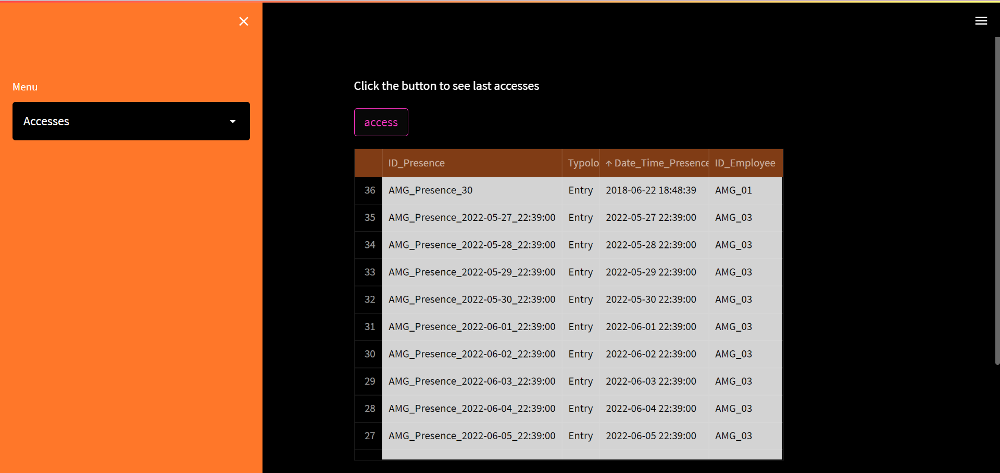 Menu
Accesses
Click the button to see last accesses
access
ID_Presence Typolo ↑ Date_Time_Presence ID_Employee
36 AMG_Presence_30 Entry 2018-06-22 18:48:39 AMG_01
35 AMG_Presence_2022-05-27_22:39:00 Entry 2022-05-27 22:39:00 AMG_03
34 AMG_Presence_2022-05-28_22:39:00 Entry 2022-05-28 22:39:00 AMG_03
33 AMG_Presence_2022-05-29_22:39:00 Entry 2022-05-29 22:39:00 AMG_03
32 AMG_Presence_2022-05-30_22:39:00 Entry 2022-05-30 22:39:00 AMG_03
31 AMG_Presence_2022-06-01_22:39:00 Entry 2022-06-01 22:39:00 AMG_03
30 AMG_Presence_2022-06-02_22:39:00 Entry 2022-06-02 22:39:00 AMG_03
29 AMG_Presence_2022-06-03_22:39:00 Entry 2022-06-03 22:39:00 AMG_03
28 AMG_Presence_2022-06-04_22:39:00 Entry 2022-06-04 22:39:00 AMG_03
27 AMG_Presence_2022-06-05_22:39:00 Entry 2022-06-05 22:39:00 AMG_03